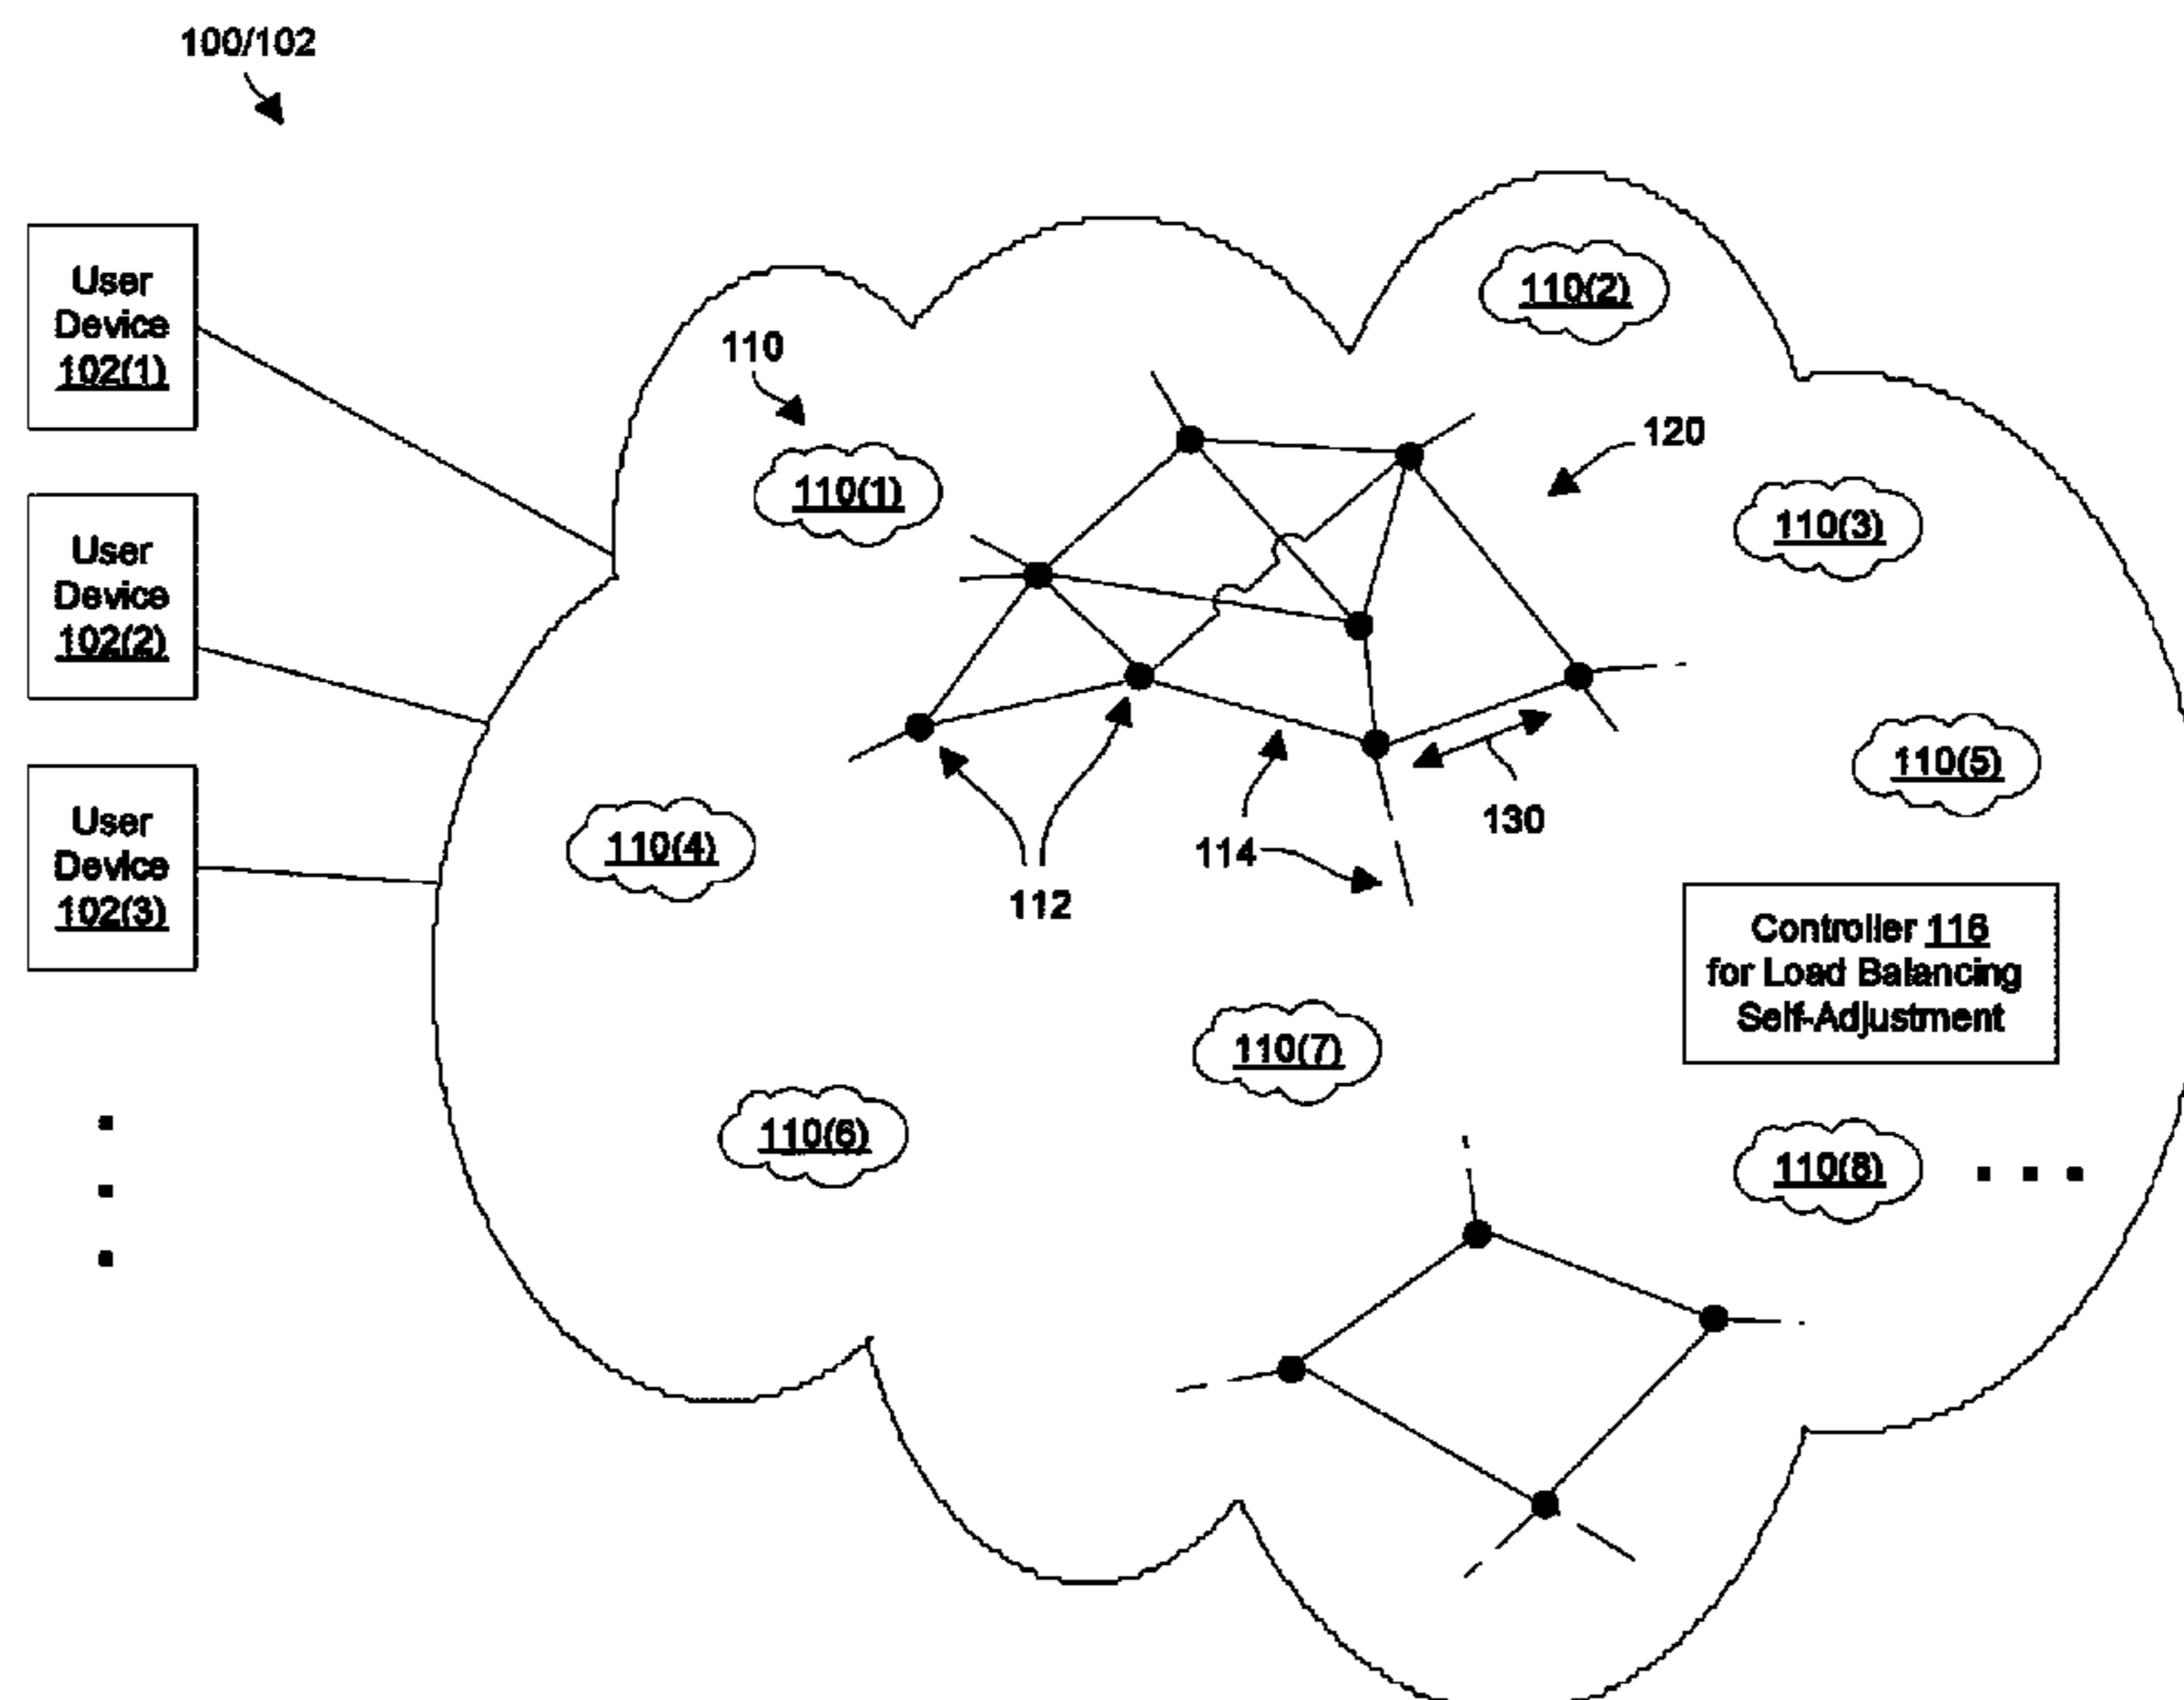 100/102
User
Device
102(1)
User
Device
102(2)
User
Device
102(3)
110
110(1)
110(2)
120
110(3)
110(4)
112
114
130
110(5)
Controller 116
for Load Balancing
Self-Adjustment
110(6)
110(7)
110(8)